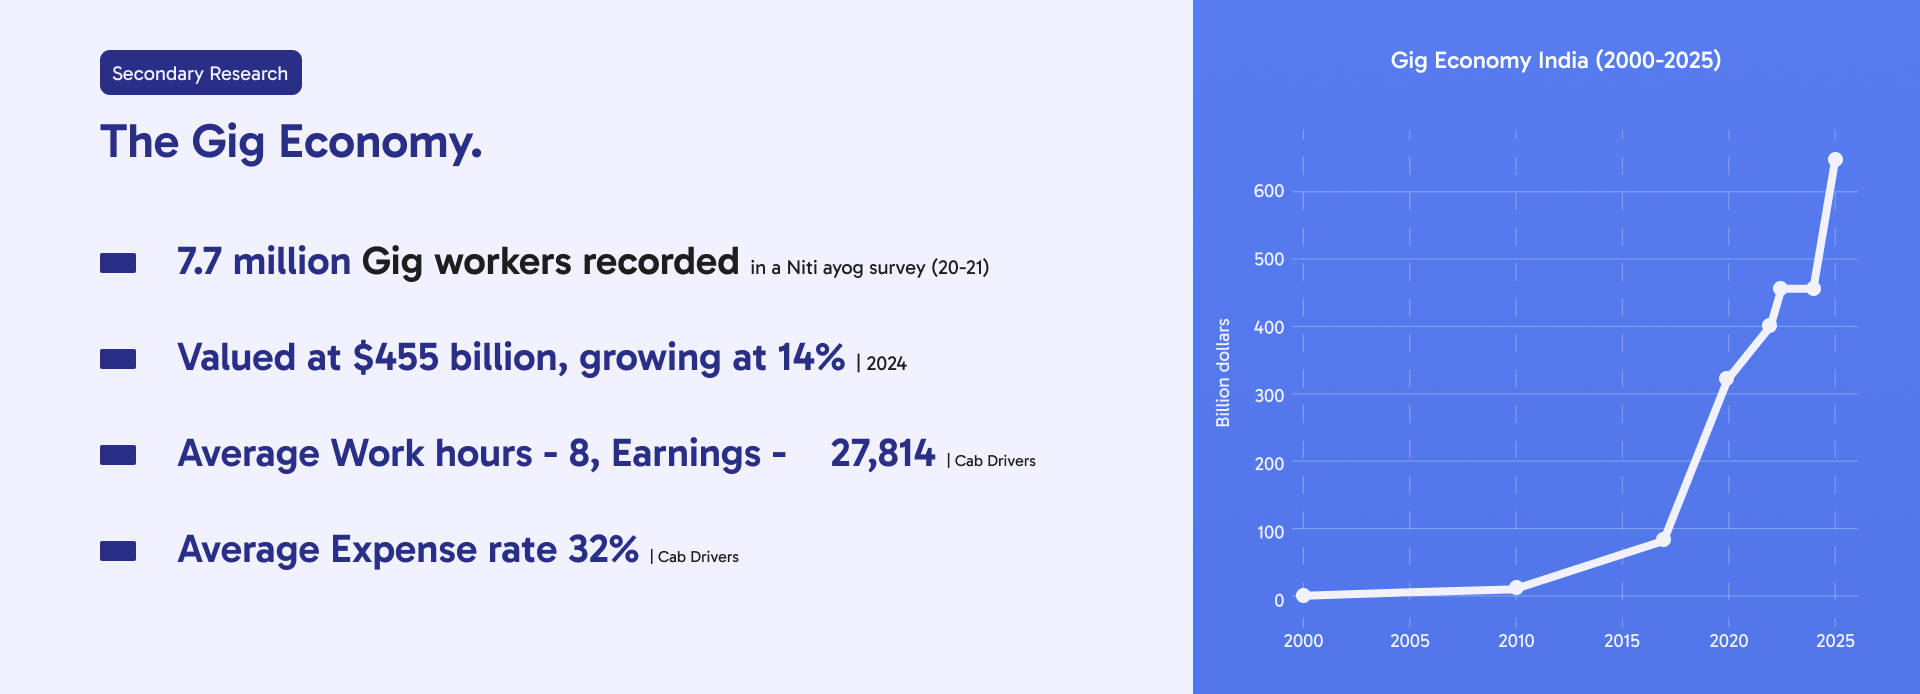 Secondary Research
The Gig Economy.
7.7 million Gig workers recorded in a Niti ayog survey (20-21)
Valued at $455 billion, growing at 14% | 2024
Average Work hours - 8, Earnings - 27,814 | Cab Drivers
Average Expense rate 32% | Cab Drivers
Gig Economy India (2000-2025)
Billion dollars
600
500
400
300
200
100
0
2000 2005 2010 2015 2020 2025